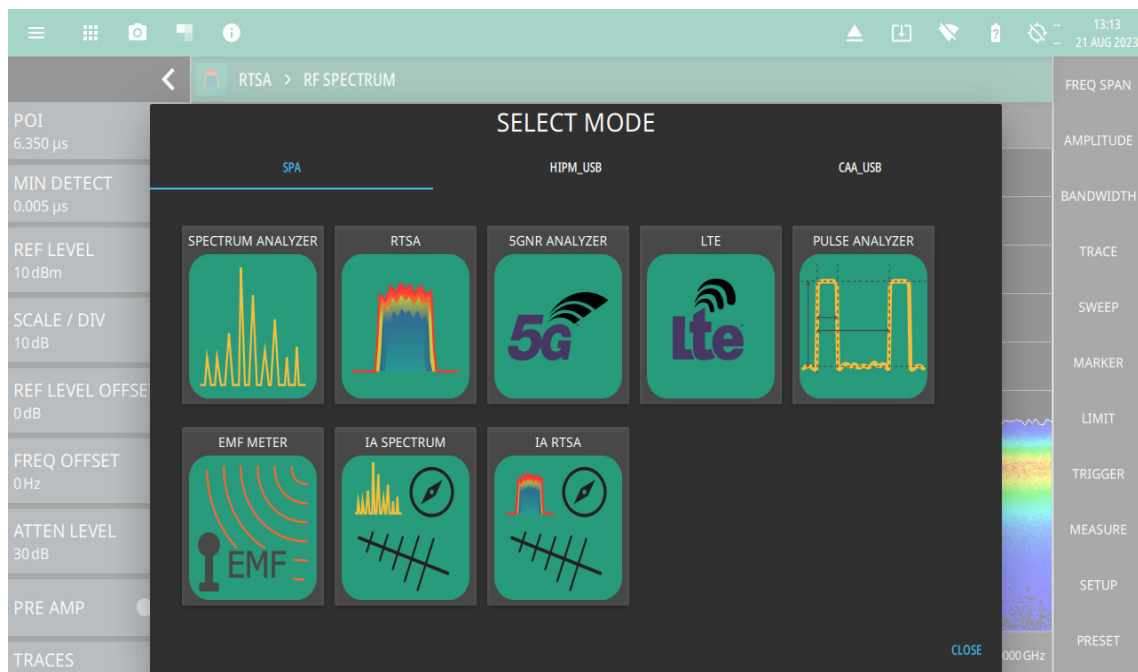 13:13
21 AUG 2023
RTSA > RF SPECTRUM
POI
6.350 μs
MIN DETECT
0.005 μs
REF LEVEL
10 dBm
SCALE / DIV
10 dB
REF LEVEL OFFSE
0 dB
FREQ OFFSET
0 Hz
ATTEN LEVEL
30 dB
PRE AMP
TRACES
SELECT MODE
SPA HIPM_USB CAA_USB
SPECTRUM ANALYZER RTSA 5GNR ANALYZER LTE PULSE ANALYZER
5G Lte
EMF METER IA SPECTRUM IA RTSA
EMF
CLOSE
000 GHz
FREQ SPAN
AMPLITUDE
BANDWIDTH
TRACE
SWEEP
MARKER
LIMIT
TRIGGER
MEASURE
SETUP
PRESET